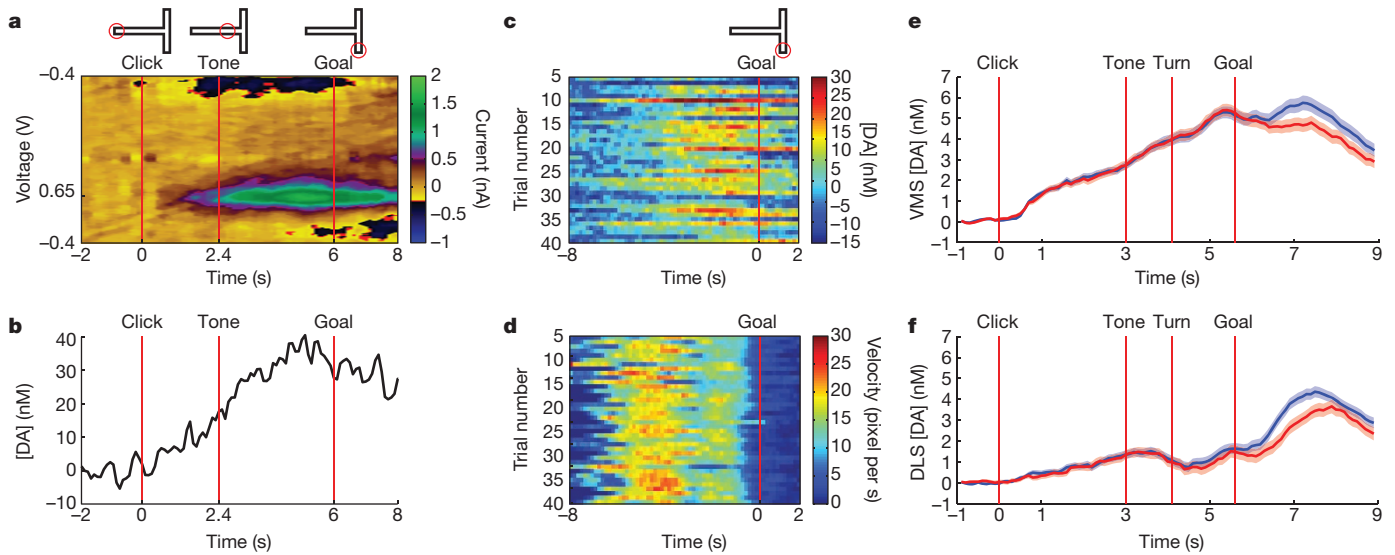 a
Click Tone Goal
−0.4
0.65
−0.4
Voltage (V)
−2 0 2.4 6 8
Time (s)
2
1.5
1
0.5
0
−0.5
−1
Current (nA)
b
Click Tone Goal
40
30
20
10
0
−10
[DA] (nM)
−2 0 2.4 6 8
Time (s)
c
Goal
5
10
15
20
25
30
35
40
Trial number
−8 0 2
Time (s)
30
25
20
15
10
5
0
−5
−10
−15
[DA] (nM)
d
Goal
5
10
15
20
25
30
35
40
Trial number
−8 0 2
Time (s)
30
25
20
15
10
5
0
Velocity (pixel per s)
e
Click Tone Turn Goal
7
6
5
4
3
2
1
0
−1
VMS [DA] (nM)
−1 0 1 3 5 7 9
Time (s)
f
Click Tone Turn Goal
7
6
5
4
3
2
1
0
−1
DLS [DA] (nM)
−1 0 1 3 5 7 9
Time (s)